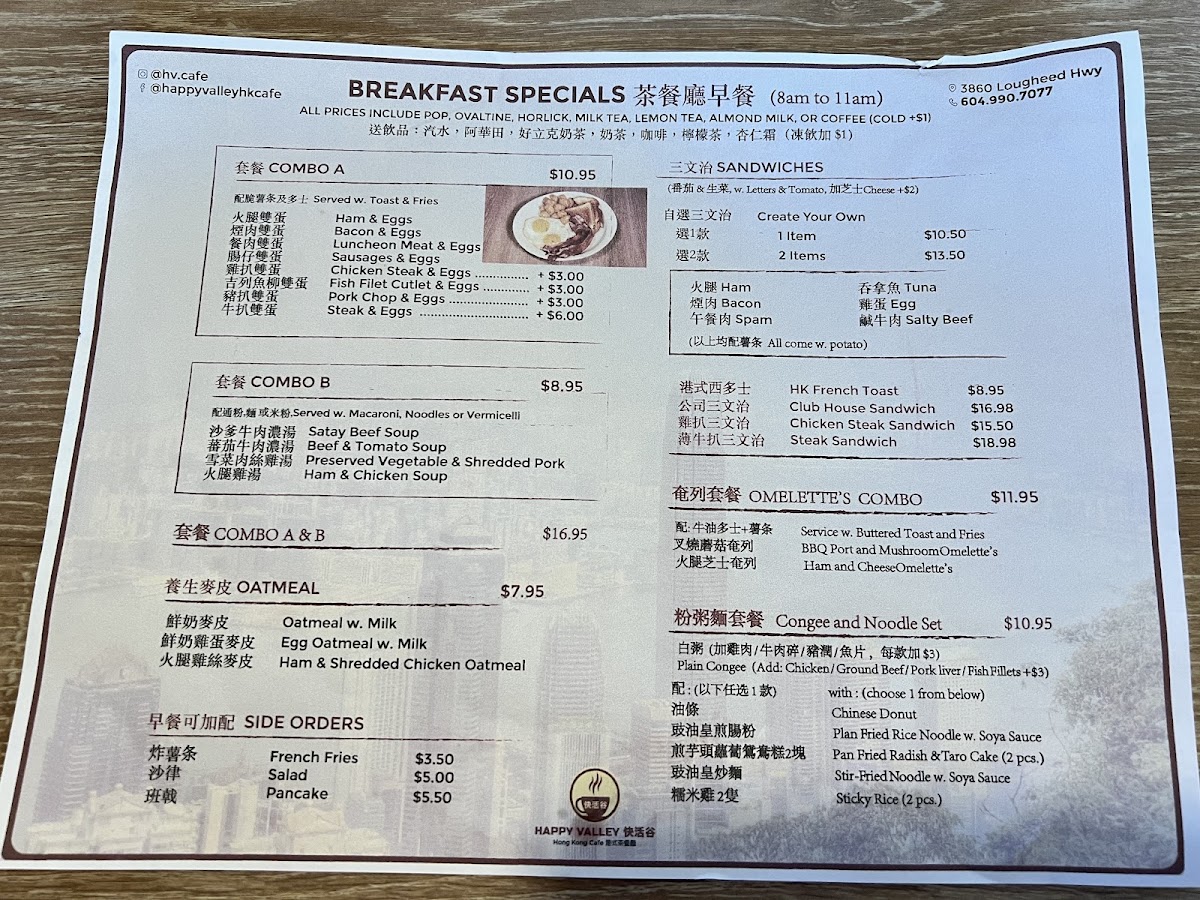 @hv.cafe
@happyvalleyhkcafe
BREAKFAST SPECIALS 茶餐廳早餐 (8am to 11am)
ALL PRICES INCLUDE POP, OVALTINE, HORLICK, MILK TEA, LEMON TEA, ALMOND MILK, OR COFFEE (COLD +$1)
送飲品：汽水，阿華田，好立克奶茶，奶茶，咖啡，檸檬茶，杏仁霜（凍飲加 $1）
3860 Lougheed Hwy
604.990.7077
套餐 COMBO A $10.95
配脆薯条及多士 Served w. Toast & Fries
火腿雙蛋 Ham & Eggs
煙肉雙蛋 Bacon & Eggs
餐肉雙蛋 Luncheon Meat & Eggs
腸仔雙蛋 Sausages & Eggs
雞扒雙蛋 Chicken Steak & Eggs .............. + $3.00
吉列魚柳雙蛋 Fish Filet Cutlet & Eggs ............ + $3.00
豬扒雙蛋 Pork Chop & Eggs .................... + $3.00
牛扒雙蛋 Steak & Eggs ............................ + $6.00
套餐 COMBO B $8.95
配通粉,麵 或米粉,Served w. Macaroni, Noodles or Vermicelli
沙爹牛肉濃湯 Satay Beef Soup
蕃茄牛肉濃湯 Beef & Tomato Soup
雪菜肉絲雞湯 Preserved Vegetable & Shredded Pork
火腿雞湯 Ham & Chicken Soup
套餐 COMBO A & B $16.95
養生麥皮 OATMEAL $7.95
鮮奶麥皮 Oatmeal w. Milk
鮮奶雞蛋麥皮 Egg Oatmeal w. Milk
火腿雞絲麥皮 Ham & Shredded Chicken Oatmeal
早餐可加配 SIDE ORDERS
炸薯条 French Fries $3.50
沙律 Salad $5.00
班戟 Pancake $5.50
三文治 SANDWICHES
(番茄 & 生菜, w. Letters & Tomato, 加芝士Cheese +$2)
自選三文治 Create Your Own
選1款 1 Item $10.50
選2款 2 Items $13.50
火腿 Ham 吞拿魚 Tuna
煙肉 Bacon 雞蛋 Egg
午餐肉 Spam 鹹牛肉 Salty Beef
(以上均配薯条 All come w. potato)
港式西多士 HK French Toast $8.95
公司三文治 Club House Sandwich $16.98
雞扒三文治 Chicken Steak Sandwich $15.50
薄牛扒三文治 Steak Sandwich $18.98
奄列套餐 OMELETTE'S COMBO $11.95
配: 牛油多士+薯条 Service w. Buttered Toast and Fries
叉燒蘑菇奄列 BBQ Port and MushroomOmelette's
火腿芝士奄列 Ham and CheeseOmelette's
粉粥麵套餐 Congee and Noodle Set $10.95
白粥 (加雞肉/牛肉碎/豬潤/魚片，每款加 $3)
Plain Congee (Add: Chicken/Ground Beef/Pork liver/Fish Fillets +$3)
配 : (以下任选 1 款) with : (choose 1 from below)
油條 Chinese Donut
豉油皇煎腸粉 Plan Fried Rice Noodle w. Soya Sauce
煎芋頭蘿蔔鴛鴦糕2塊 Pan Fried Radish &Taro Cake (2 pcs.)
豉油皇炒麵 Stir-Fried Noodle w. Soya Sauce
糯米雞 2隻 Sticky Rice (2 pcs.)
快活谷
HAPPY VALLEY 快活谷
Hong Kong Cafe 港式茶餐廳